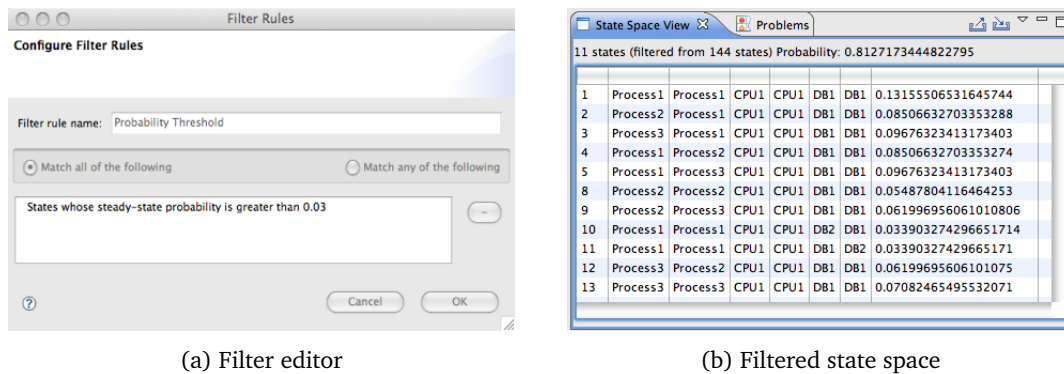 Filter Rules
Configure Filter Rules
Filter rule name: Probability Threshold
Match all of the following Match any of the following
States whose steady-state probability is greater than 0.03
-
? Cancel OK
(a) Filter editor
State Space View Problems
11 states (filtered from 144 states) Probability: 0.8127173444822795
1 Process1 Process1 CPU1 CPU1 DB1 DB1 0.13155506531645744
2 Process2 Process1 CPU1 CPU1 DB1 DB1 0.08506632703353288
3 Process3 Process1 CPU1 CPU1 DB1 DB1 0.09676323413173403
4 Process1 Process2 CPU1 CPU1 DB1 DB1 0.08506632703353274
5 Process1 Process3 CPU1 CPU1 DB1 DB1 0.09676323413173403
8 Process2 Process2 CPU1 CPU1 DB1 DB1 0.05487804116464253
9 Process2 Process3 CPU1 CPU1 DB1 DB1 0.061996956061010806
10 Process1 Process1 CPU1 CPU1 DB2 DB1 0.033903274296651714
11 Process1 Process1 CPU1 CPU1 DB1 DB2 0.03390327429665171
12 Process3 Process2 CPU1 CPU1 DB1 DB1 0.06199695606101075
13 Process3 Process3 CPU1 CPU1 DB1 DB1 0.07082465495532071
(b) Filtered state space